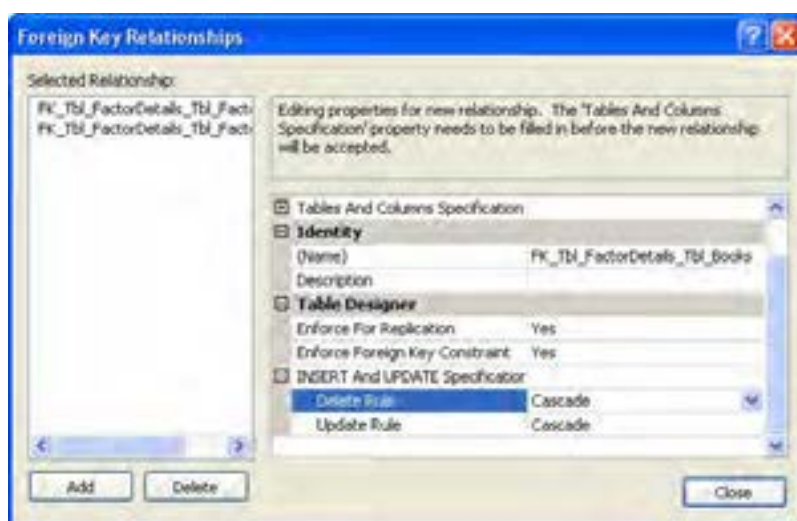 Foreign Key Relationships
Selected Relationship:
FK_Tbl_FactorDetails_Tbl_Facto
FK_Tbl_FactorDetails_Tbl_Facto
Editing properties for new relationship. The 'Tables And Columns
Specification' property needs to be filled in before the new relationship
will be accepted.
Tables And Columns Specification
Identity
(Name) FK_Tbl_FactorDetails_Tbl_Books
Description
Table Designer
Enforce For Replication Yes
Enforce Foreign Key Constraint Yes
INSERT And UPDATE Specification
Delete Rule Cascade
Update Rule Cascade
Add Delete Close